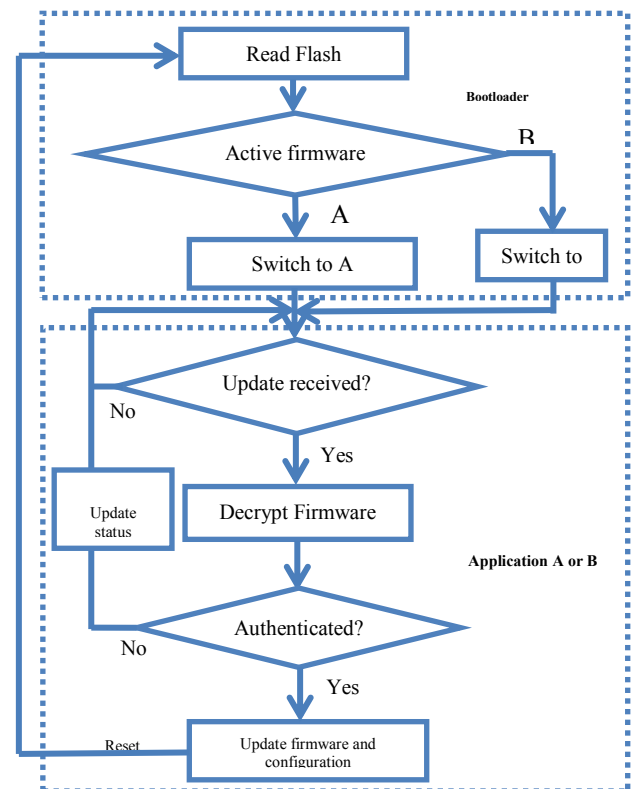 Read Flash
Bootloader
Active firmware
B
A
Switch to A
Switch to
Update received?
No
Yes
Decrypt Firmware
Update
status
Application A or B
Authenticated?
No
Yes
Reset
Update firmware and
configuration